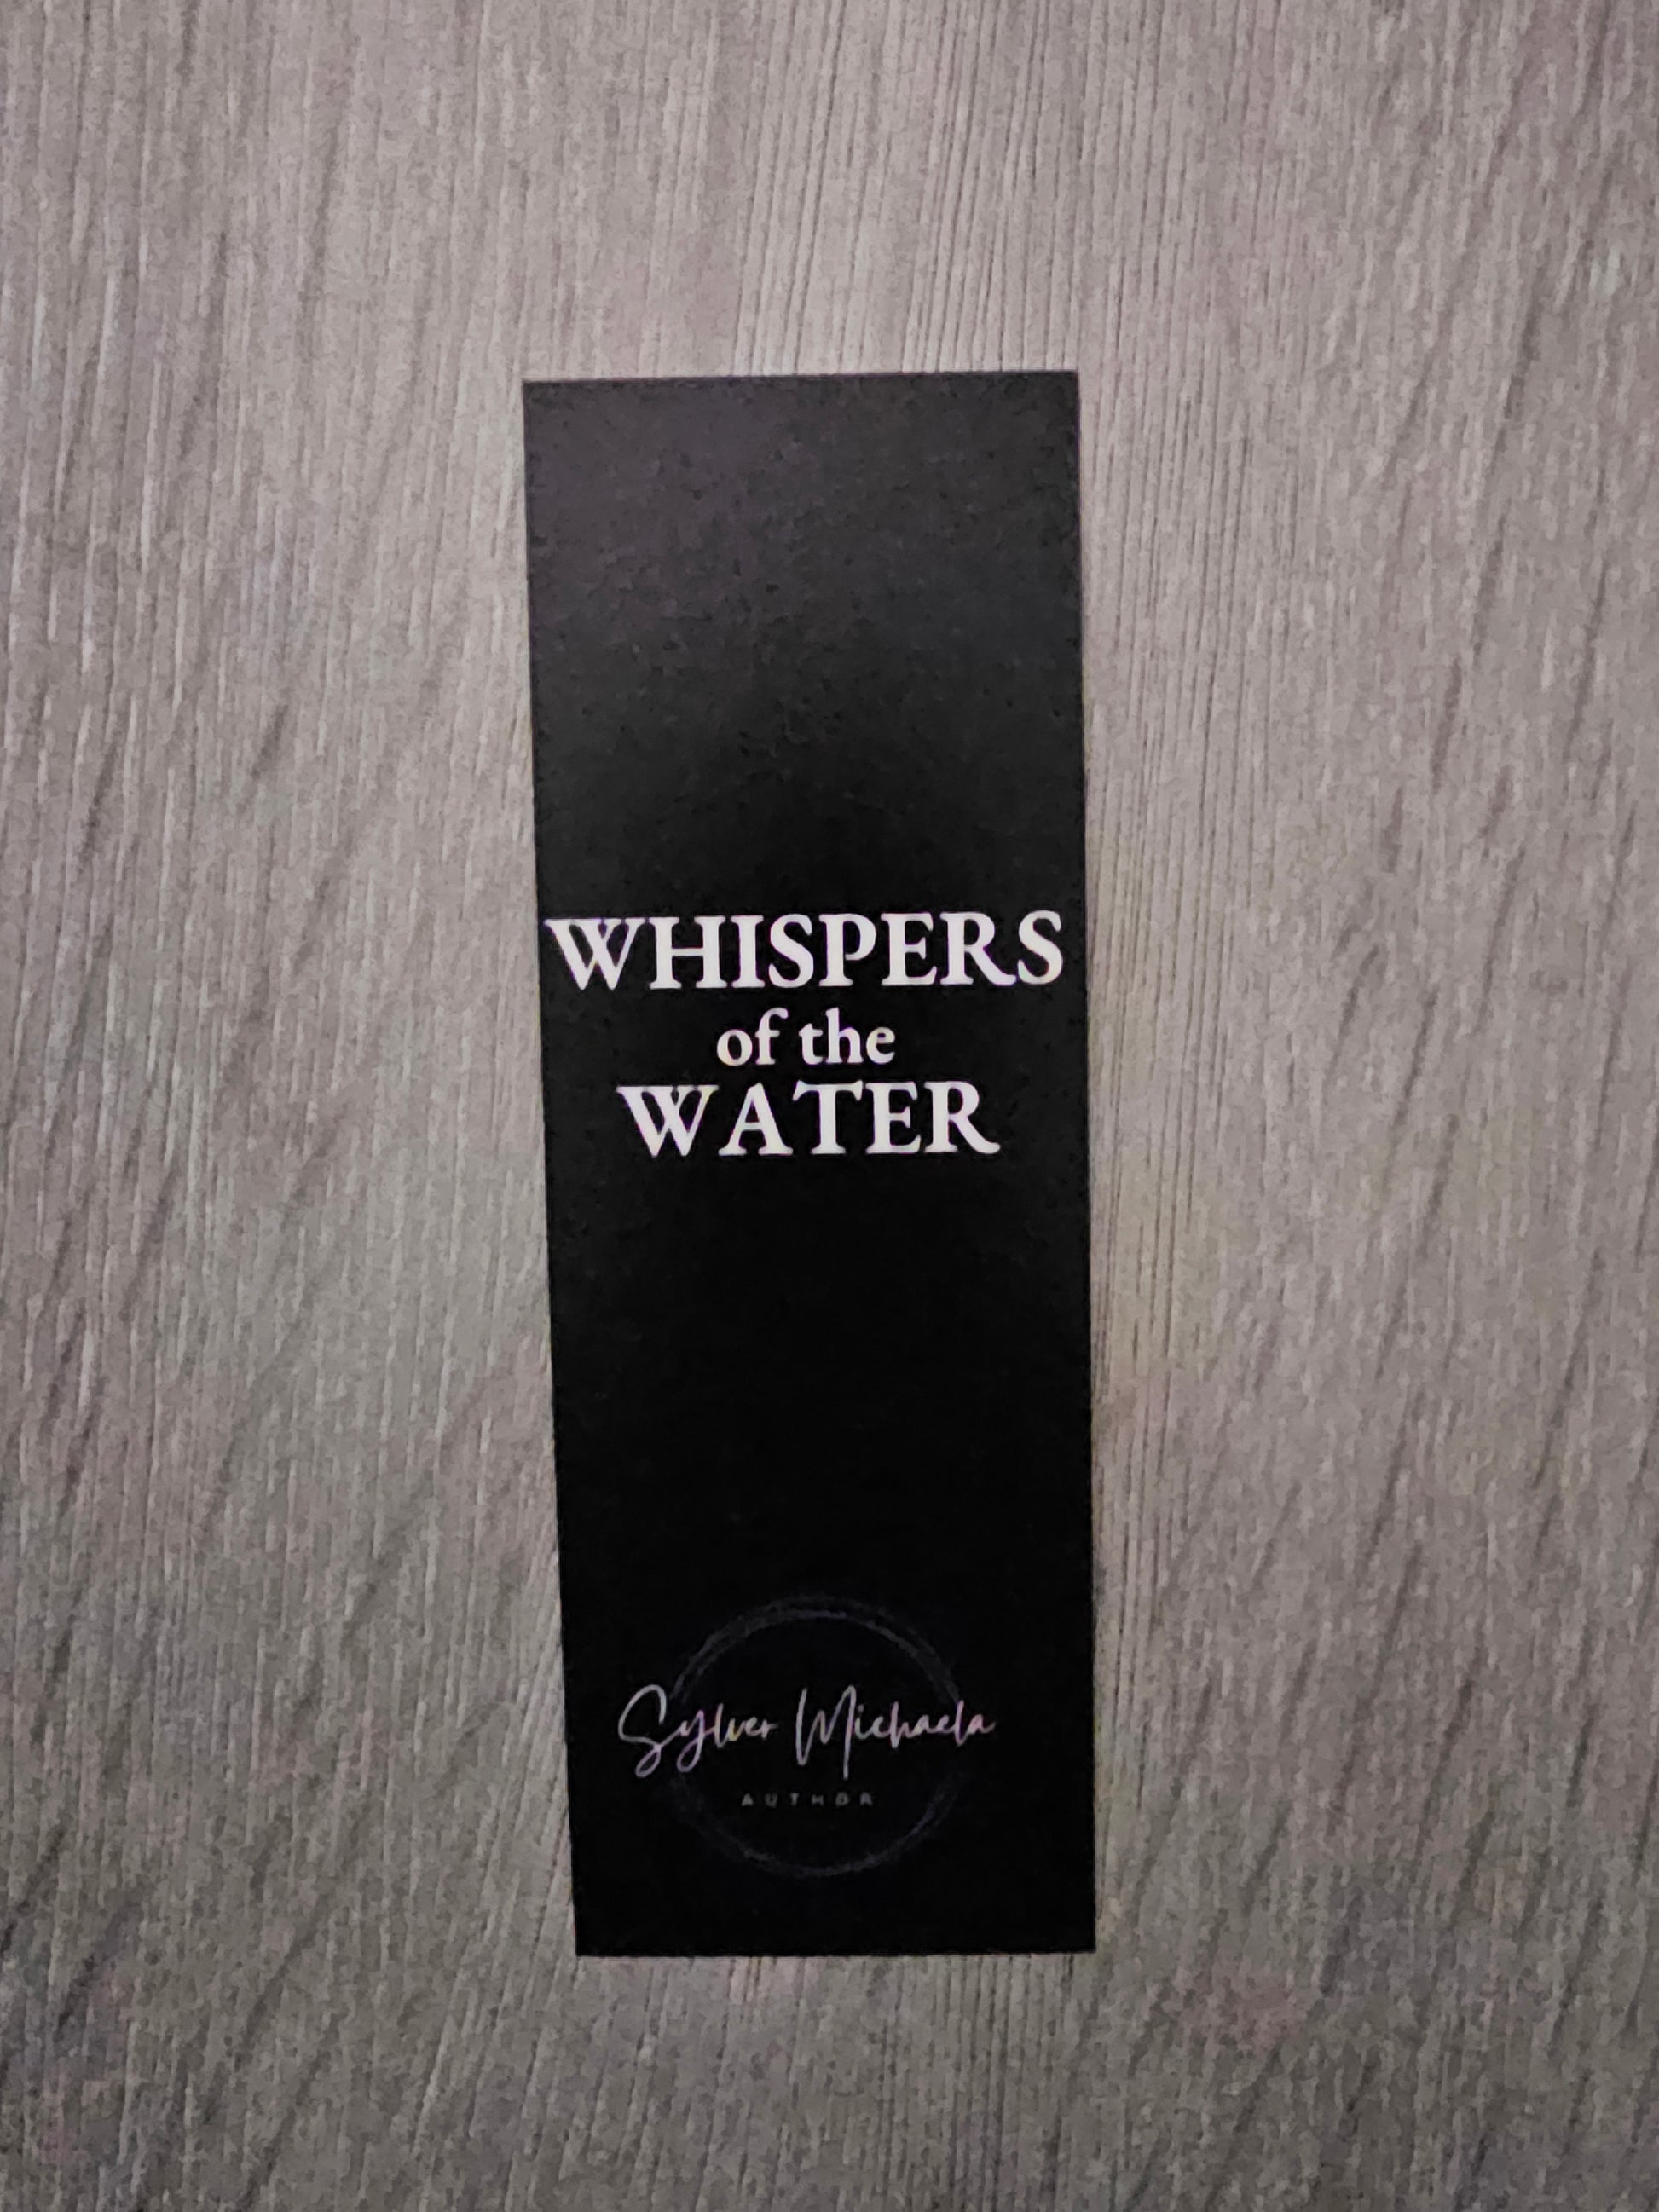 WHISPERS
of the
WATER
Sylver Michaela
AUTHOR